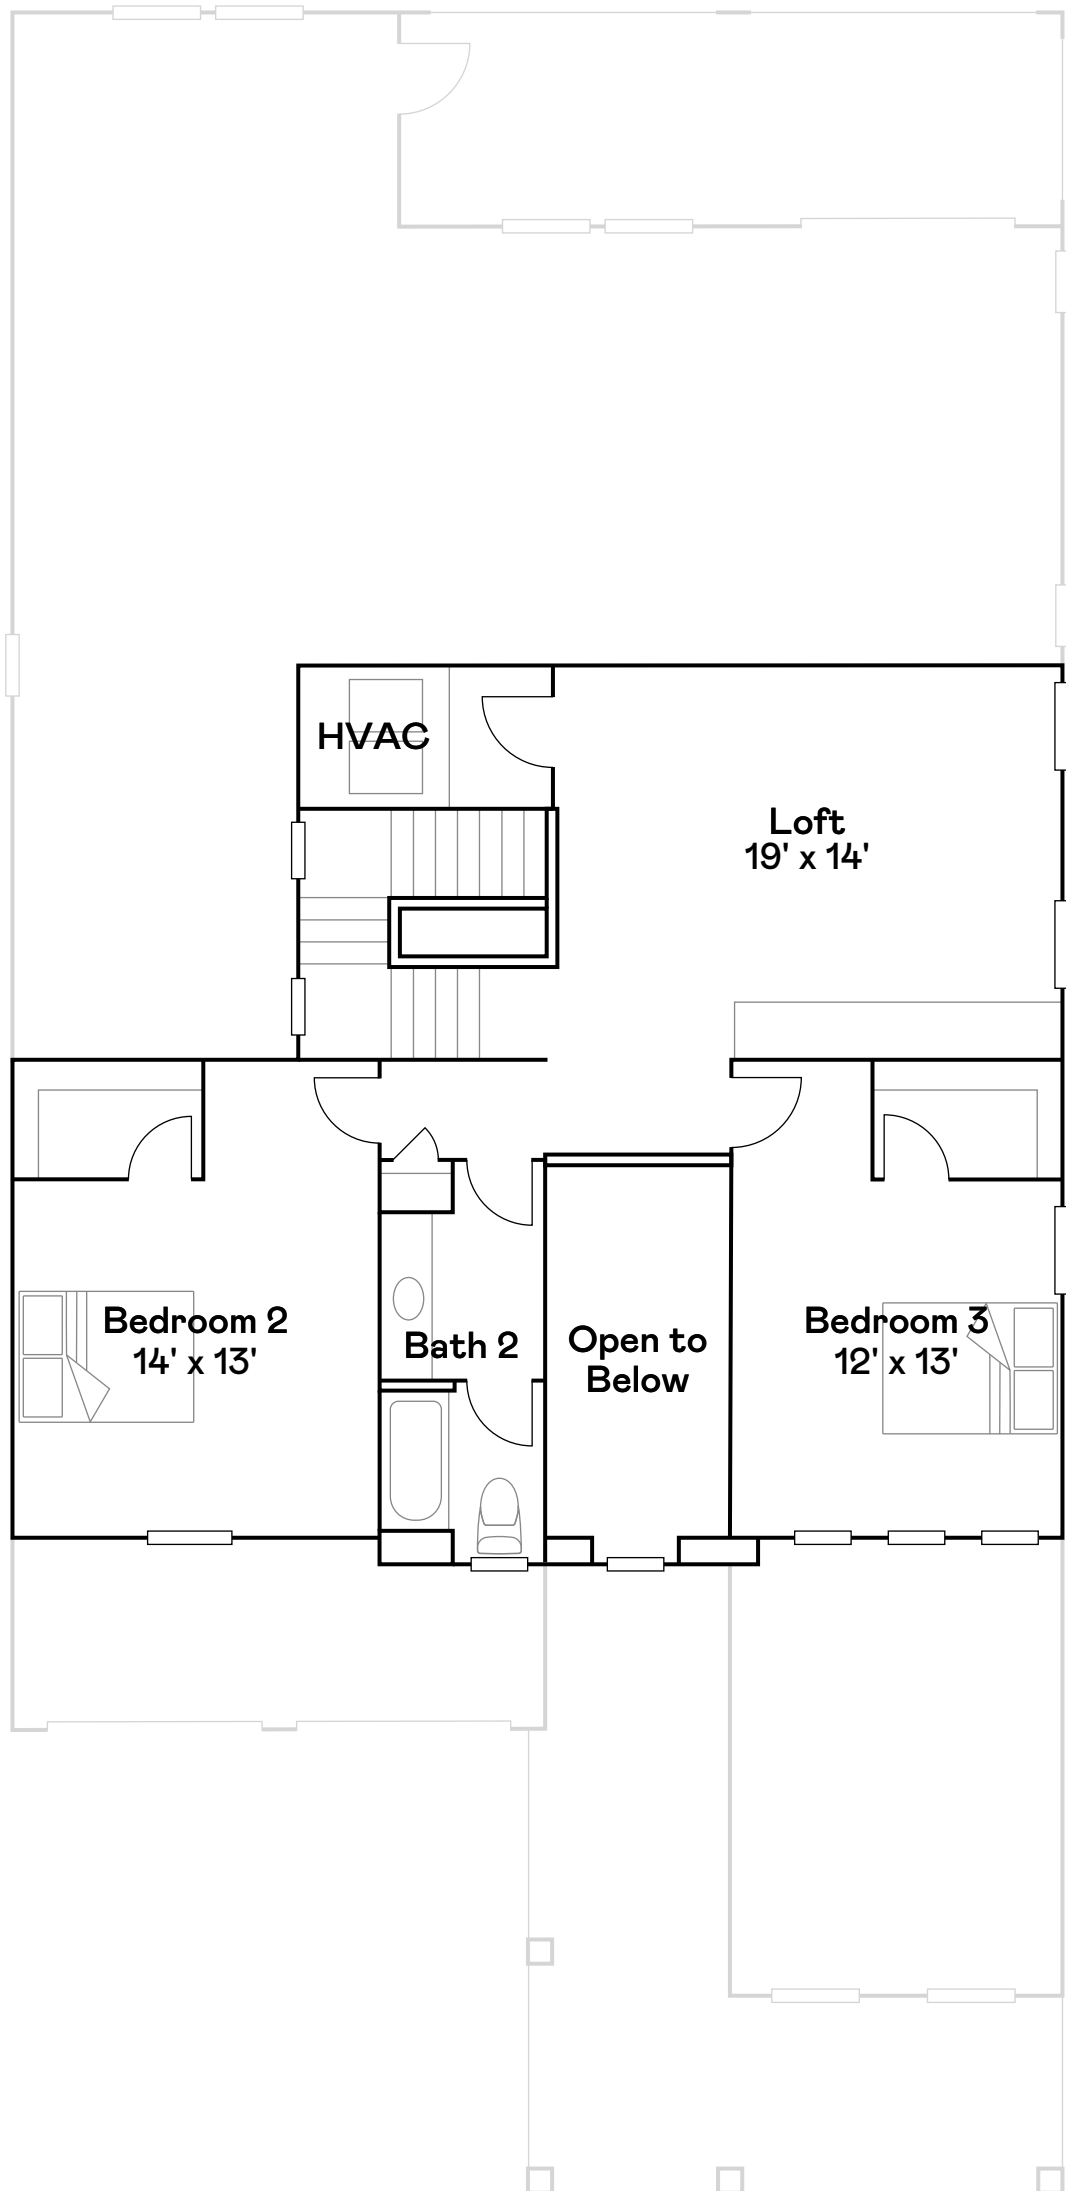 HVAC
Loft
19' x 14'
Bedroom 2
14' x 13'
Bath 2
Open to
Below
Bedroom 3
12' x 13'